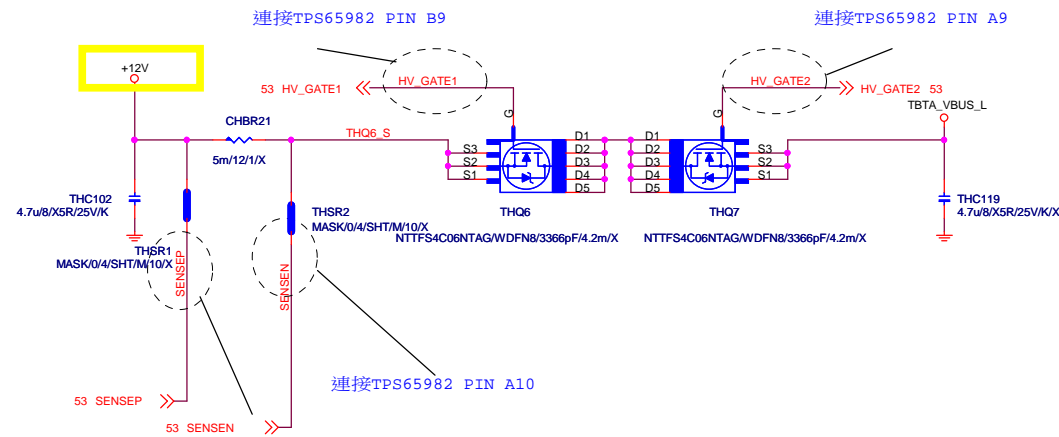 連接TPS65982 PIN B9
連接TPS65982 PIN A9
+12V
53 HV_GATE1
HV_GATE1
HV_GATE2
HV_GATE2 53
TBTA_VBUS_L
G
G
CHBR21
THQ6_S
5m/12/1/X
S3
S2
S1
D1
D2
D3
D4
D5
D1
D2
D3
D4
D5
S3
S2
S1
THC102
4.7u/8/X5R/25V/K
THSR2
MASK/0/4/SHT/M/10/X
THQ6
THQ7
THC119
4.7u/8/X5R/25V/K/X
NTTFS4C06NTAG/WDFN8/3366pF/4.2m/X
NTTFS4C06NTAG/WDFN8/3366pF/4.2m/X
THSR1
MASK/0/4/SHT/M/10/X
SENSEP
SENSEN
連接TPS65982 PIN A10
53 SENSEP
53 SENSEN